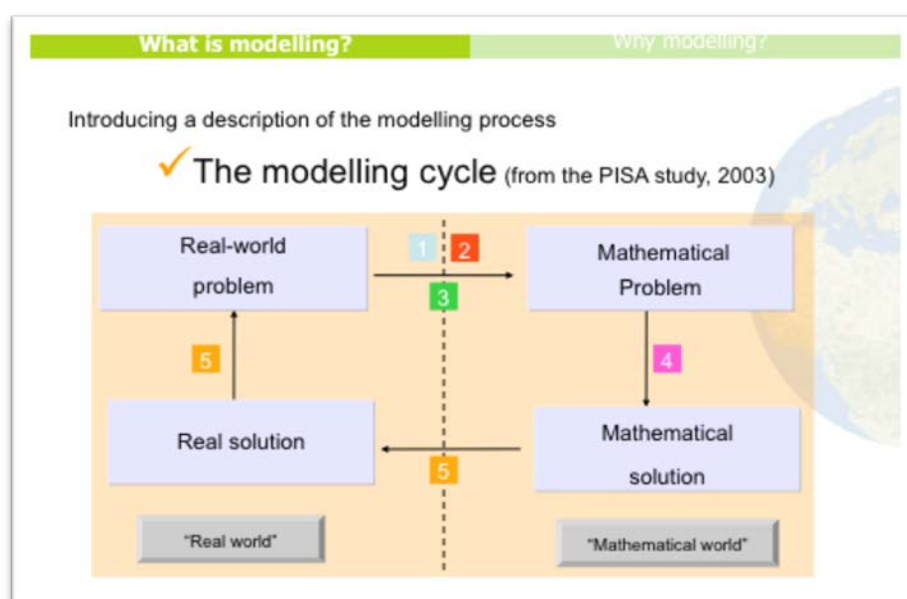 What is modelling?
Why modelling?
Introducing a description of the modelling process
The modelling cycle (from the PISA study, 2003)
Real-world
problem
1
2
3
Mathematical
Problem
5
4
Real solution
5
Mathematical
solution
"Real world"
"Mathematical world"